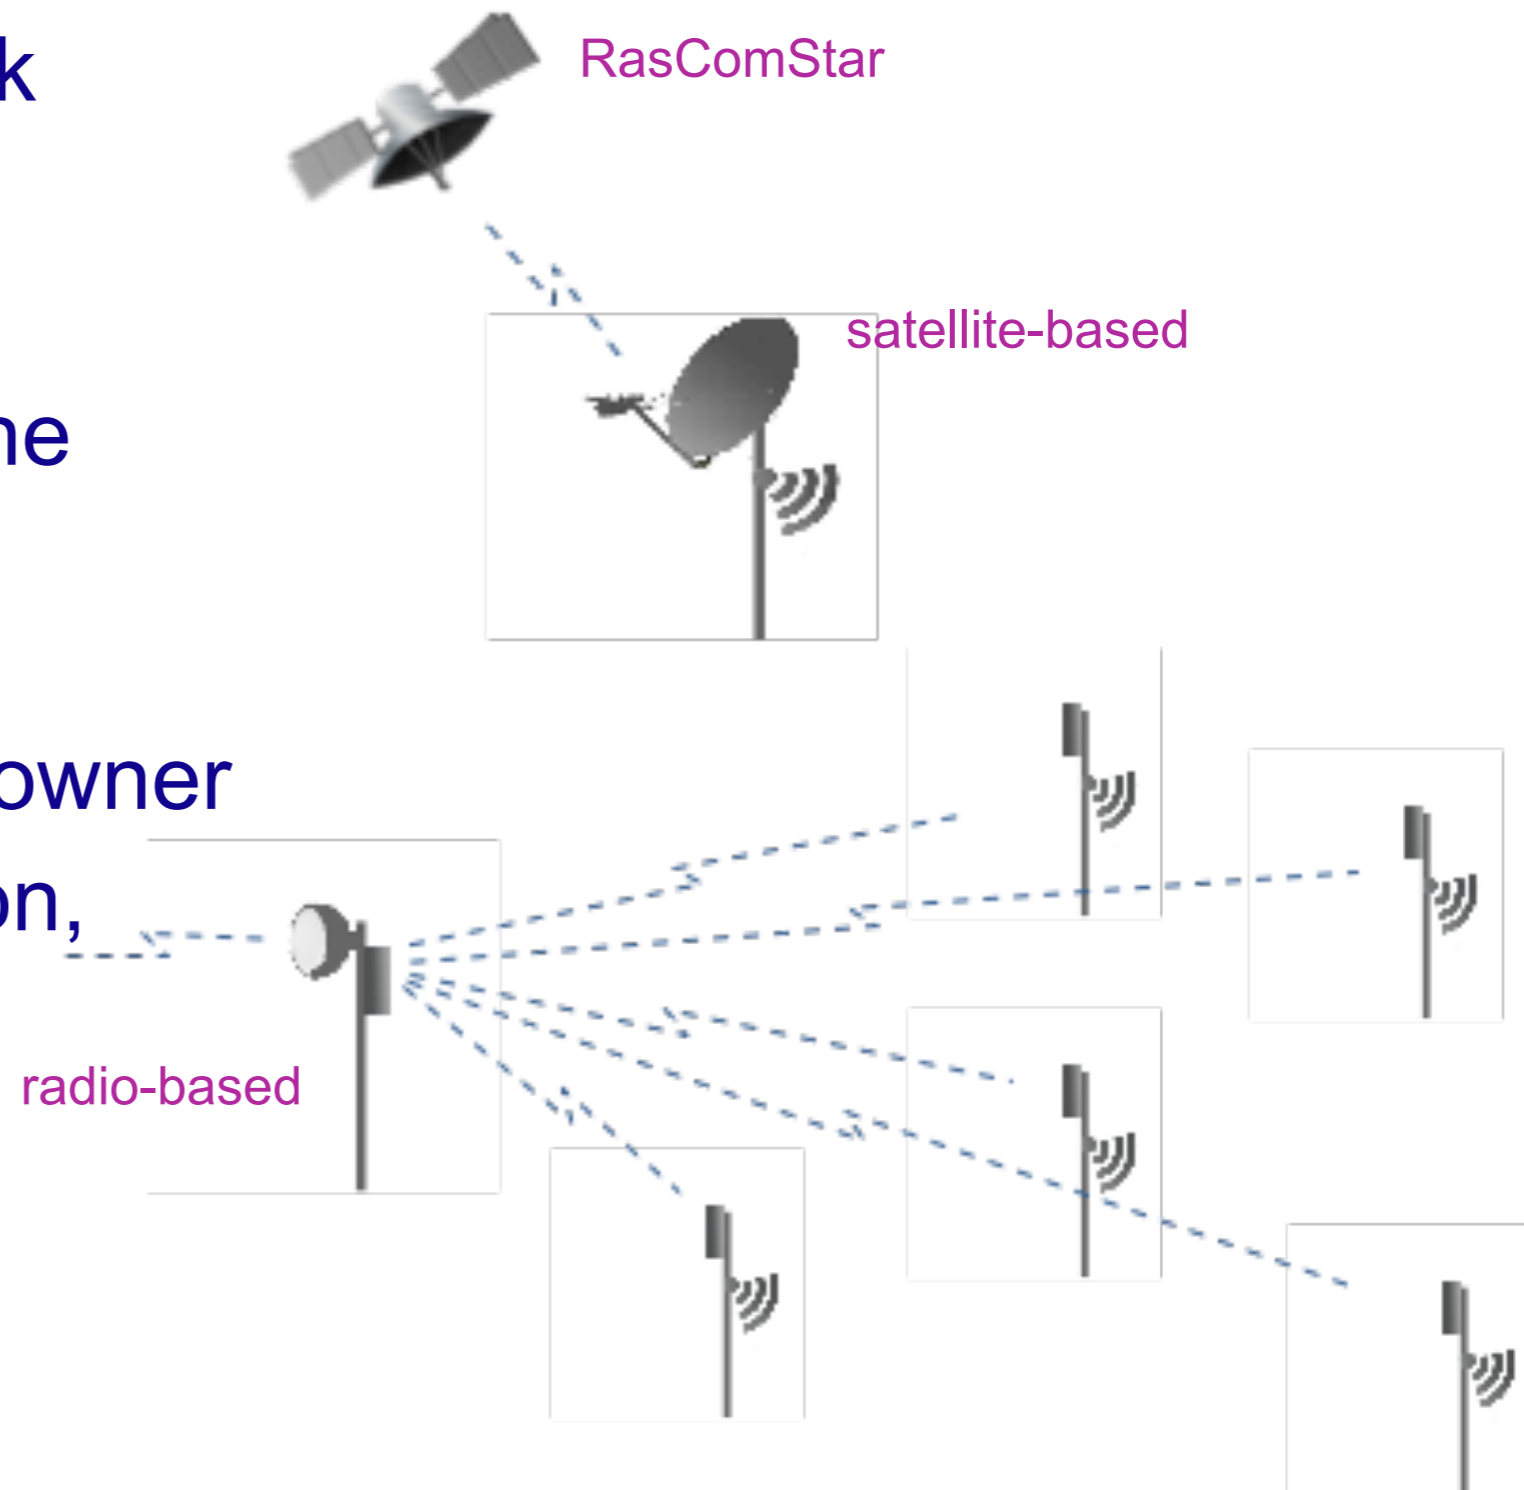 k
RasComStar
satellite-based
ne
owner
on,
radio-based